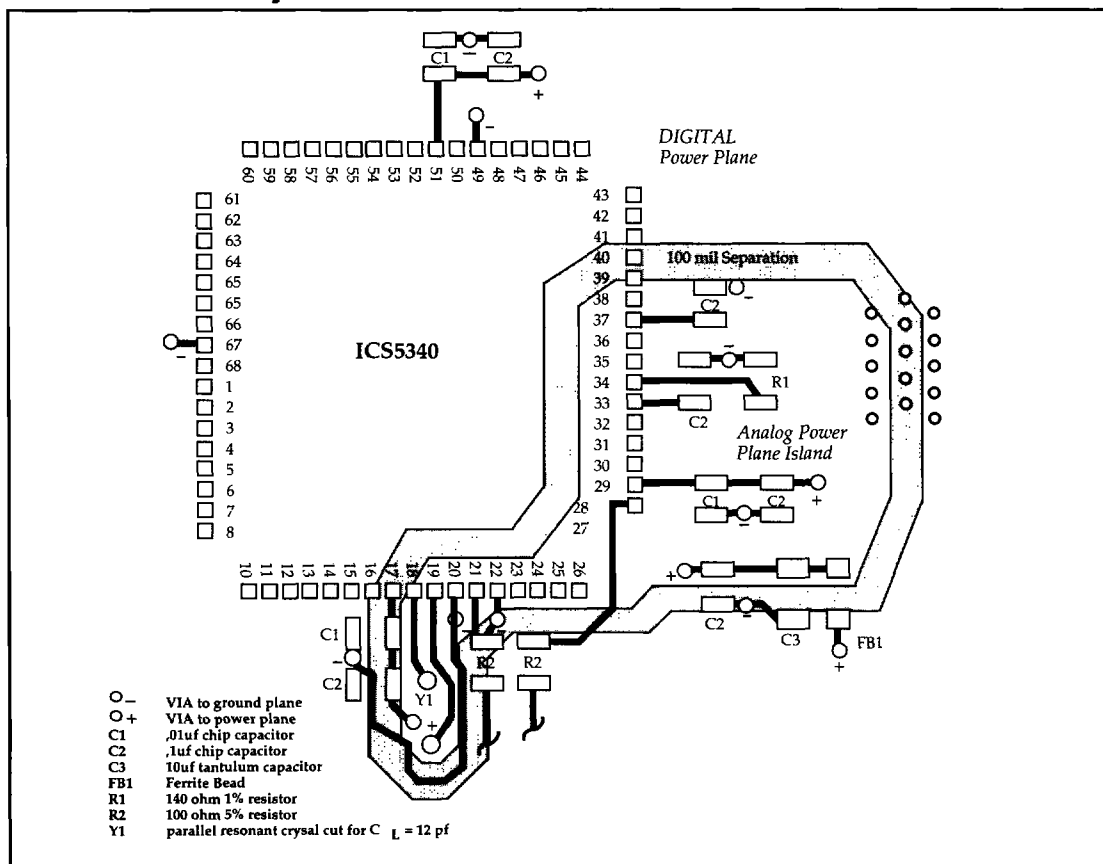 C1 − C2
+
−
DIGITAL
Power Plane
60 59 58 57 56 55 54 53 52 51 50 49 48 47 46 45 44
61
62
63
64
65
65
66
67
68
1
2
3
4
5
6
7
8
−
ICS5340
43
42
41
40
39
38
37
36
35
34
33
32
31
30
29
28
27
100 mil Separation
C2 −
−
R1
C2
Analog Power
Plane Island
C1 C2 +
−
+
C2 − C3 FB1
+
10 11 12 13 14 15 16 17 18 19 20 21 22 23 24 25 26
C1
−
C2
Y1
+
R2 R2
− VIA to ground plane
+ VIA to power plane
C1 ,01uf chip capacitor
C2 ,1uf chip capacitor
C3 10uf tantulum capacitor
FB1 Ferrite Bead
R1 140 ohm 1% resistor
R2 100 ohm 5% resistor
Y1 parallel resonant crysal cut for C L = 12 pf